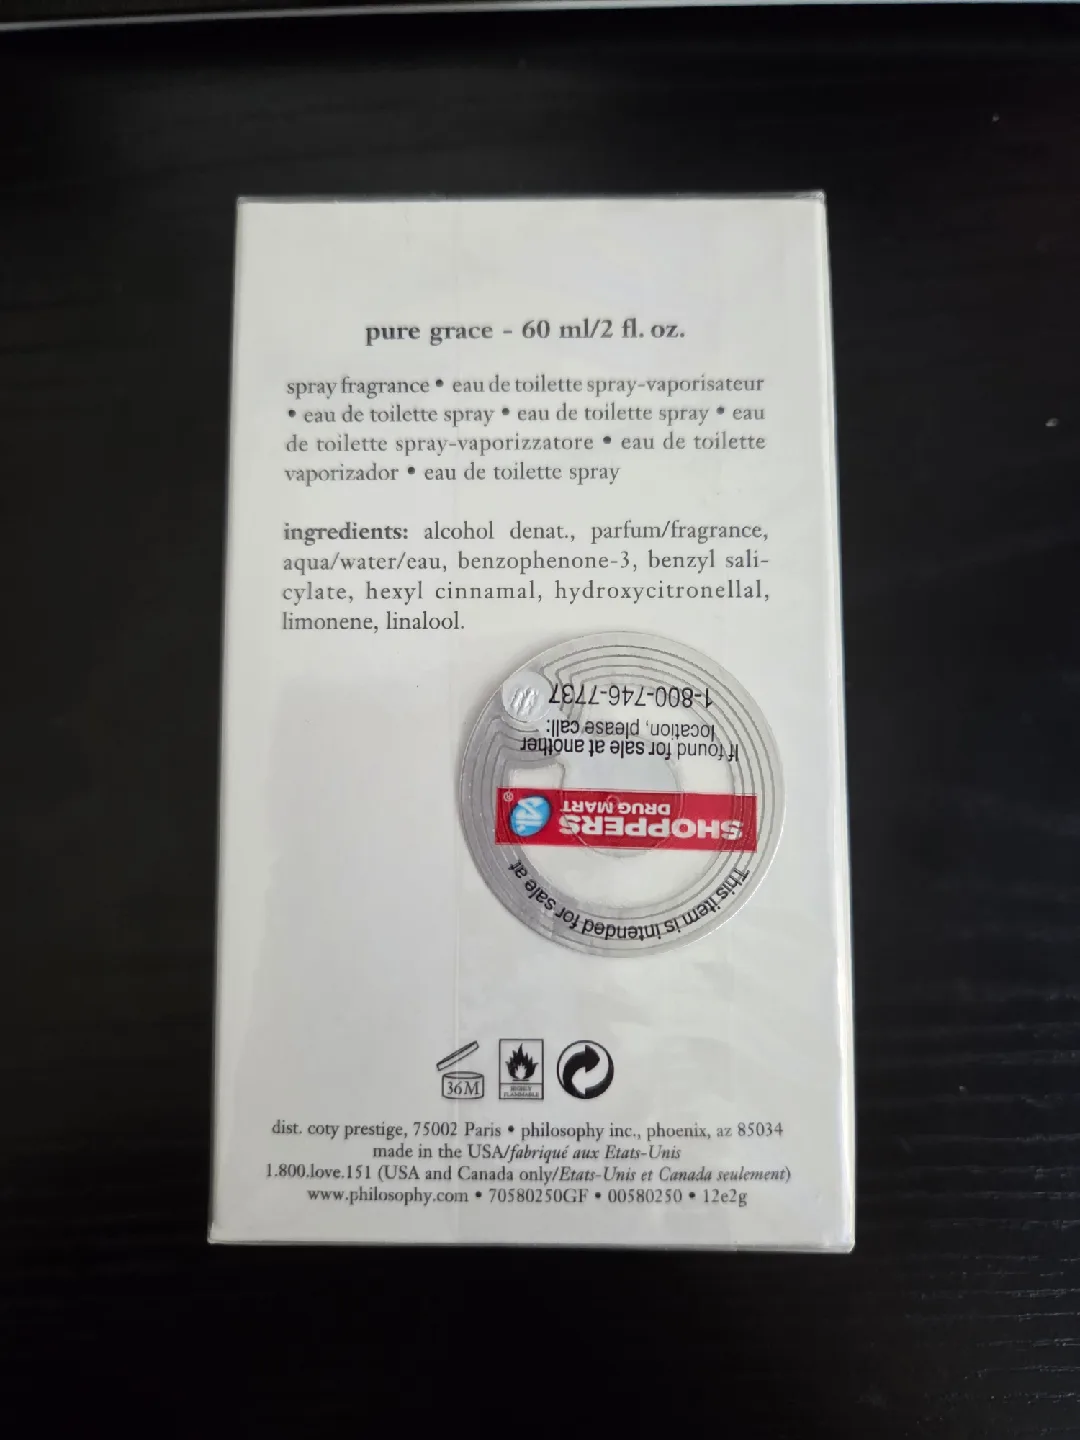 pure grace - 60 ml/2 fl. oz.
spray fragrance • eau de toilette spray-vaporisateur
• eau de toilette spray • eau de toilette spray • eau
de toilette spray-vaporizzatore • eau de toilette
vaporizador • eau de toilette spray
ingredients: alcohol denat., parfum/fragrance,
aqua/water/eau, benzophenone-3, benzyl sali-
cylate, hexyl cinnamal, hydroxycitronellal,
limonene, linalool.
This item is intended for sale at
SHOPPERS
DRUG MART
®
If found for sale at another
location, please call:
1-800-746-7737
36M
HIGHLY
FLAMMABLE
dist. coty prestige, 75002 Paris • philosophy inc., phoenix, az 85034
made in the USA/fabriqué aux Etats-Unis
1.800.love.151 (USA and Canada only/Etats-Unis et Canada seulement)
www.philosophy.com • 70580250GF • 00580250 • 12e2g